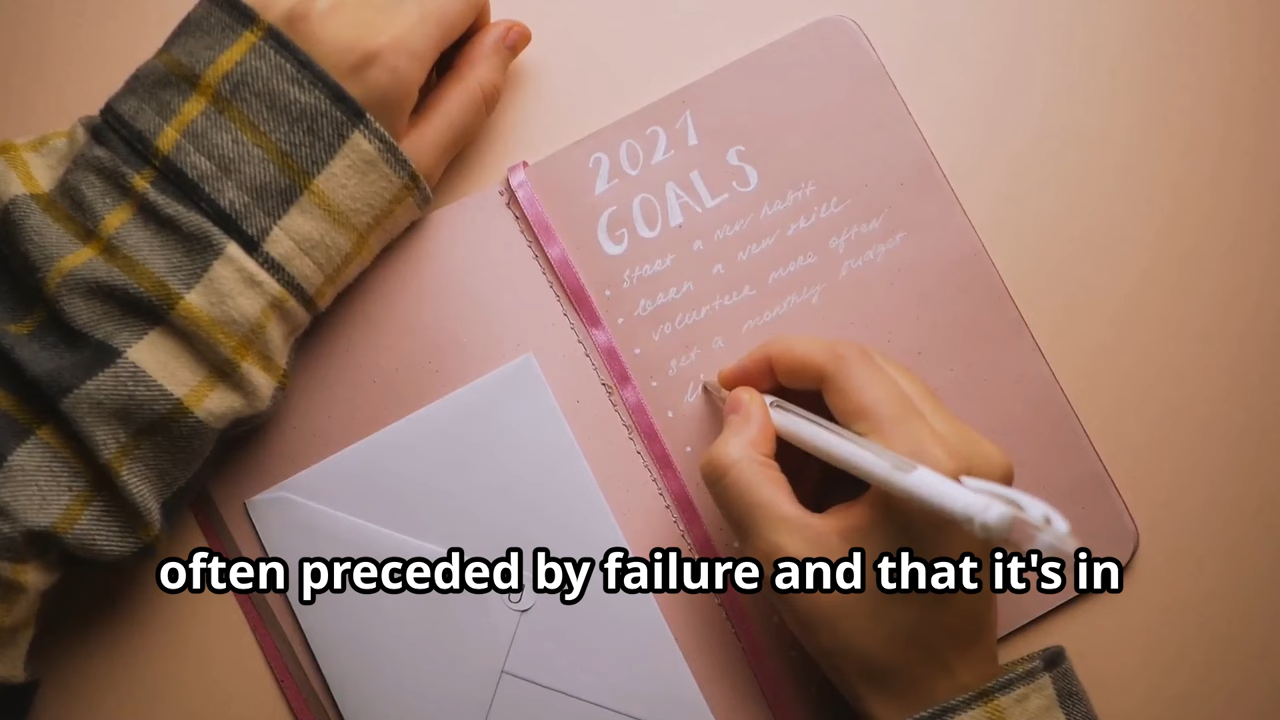 2021
GOALS
• start a new habit
• learn a new skill
• volunteer more often
• set a monthly budget
• li
•
often preceded by failure and that it's in